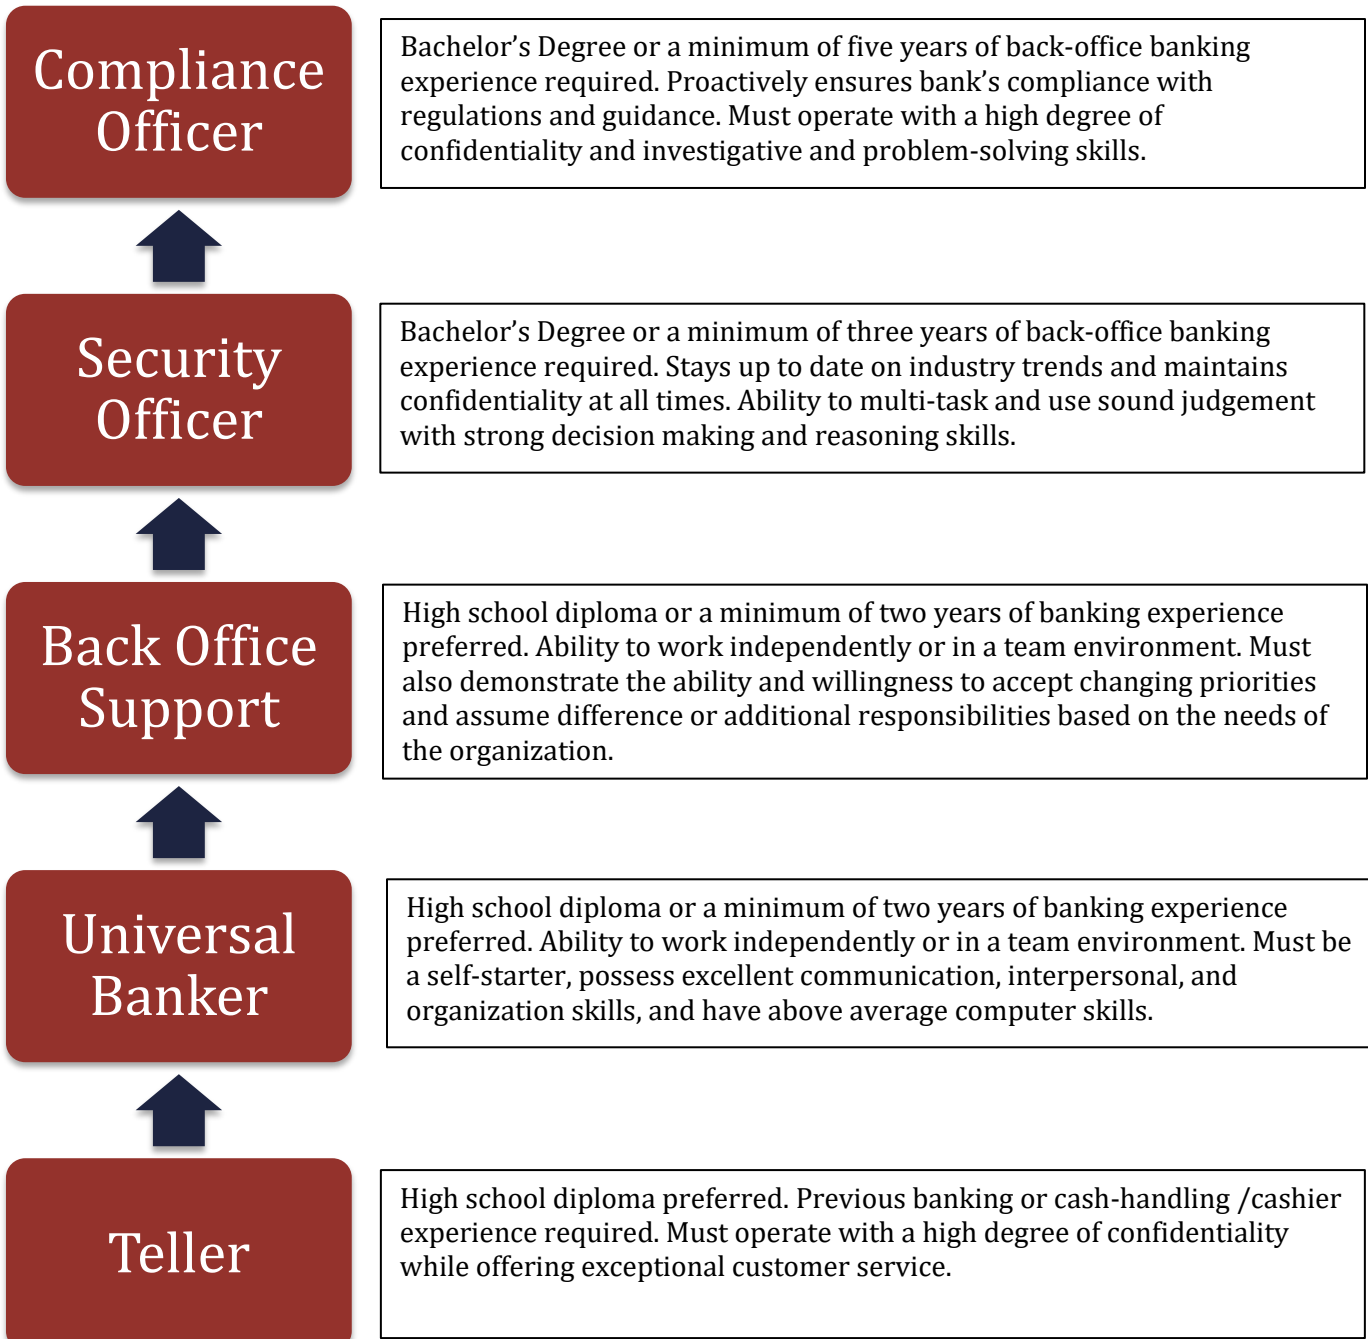 Compliance
Officer
Bachelor’s Degree or a minimum of five years of back-office banking
experience required. Proactively ensures bank’s compliance with
regulations and guidance. Must operate with a high degree of
confidentiality and investigative and problem-solving skills.
Security
Officer
Bachelor’s Degree or a minimum of three years of back-office banking
experience required. Stays up to date on industry trends and maintains
confidentiality at all times. Ability to multi-task and use sound judgement
with strong decision making and reasoning skills.
Back Office
Support
High school diploma or a minimum of two years of banking experience
preferred. Ability to work independently or in a team environment. Must
also demonstrate the ability and willingness to accept changing priorities
and assume difference or additional responsibilities based on the needs of
the organization.
Universal
Banker
High school diploma or a minimum of two years of banking experience
preferred. Ability to work independently or in a team environment. Must be
a self-starter, possess excellent communication, interpersonal, and
organization skills, and have above average computer skills.
Teller
High school diploma preferred. Previous banking or cash-handling /cashier
experience required. Must operate with a high degree of confidentiality
while offering exceptional customer service.